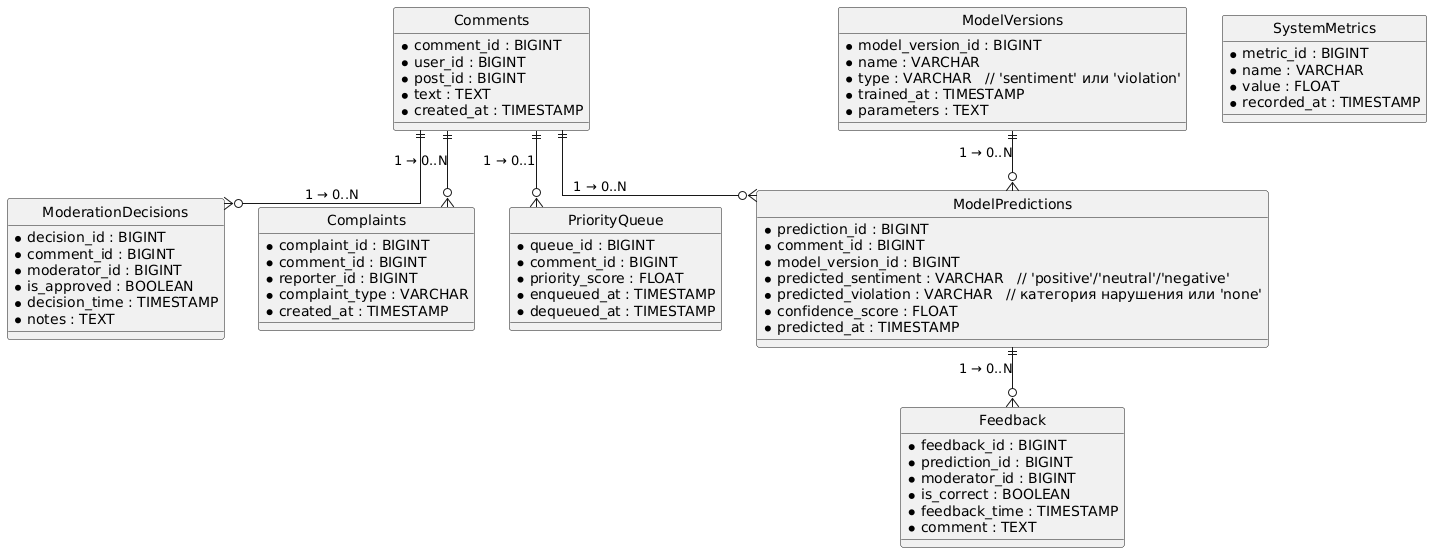 Comments
comment_id : BIGINT
user_id : BIGINT
post_id : BIGINT
text : TEXT
created_at : TIMESTAMP
ModelVersions
model_version_id : BIGINT
name : VARCHAR
type : VARCHAR // 'sentiment' или 'violation'
trained_at : TIMESTAMP
parameters : TEXT
SystemMetrics
metric_id : BIGINT
name : VARCHAR
value : FLOAT
recorded_at : TIMESTAMP
1 → 0..N
1 → 0..1
1 → 0..N
1 → 0..N
1 → 0..N
ModerationDecisions
decision_id : BIGINT
comment_id : BIGINT
moderator_id : BIGINT
is_approved : BOOLEAN
decision_time : TIMESTAMP
notes : TEXT
Complaints
complaint_id : BIGINT
comment_id : BIGINT
reporter_id : BIGINT
complaint_type : VARCHAR
created_at : TIMESTAMP
PriorityQueue
queue_id : BIGINT
comment_id : BIGINT
priority_score : FLOAT
enqueued_at : TIMESTAMP
dequeued_at : TIMESTAMP
ModelPredictions
prediction_id : BIGINT
comment_id : BIGINT
model_version_id : BIGINT
predicted_sentiment : VARCHAR // 'positive'/'neutral'/'negative'
predicted_violation : VARCHAR // категория нарушения или 'none'
confidence_score : FLOAT
predicted_at : TIMESTAMP
1 → 0..N
Feedback
feedback_id : BIGINT
prediction_id : BIGINT
moderator_id : BIGINT
is_correct : BOOLEAN
feedback_time : TIMESTAMP
comment : TEXT